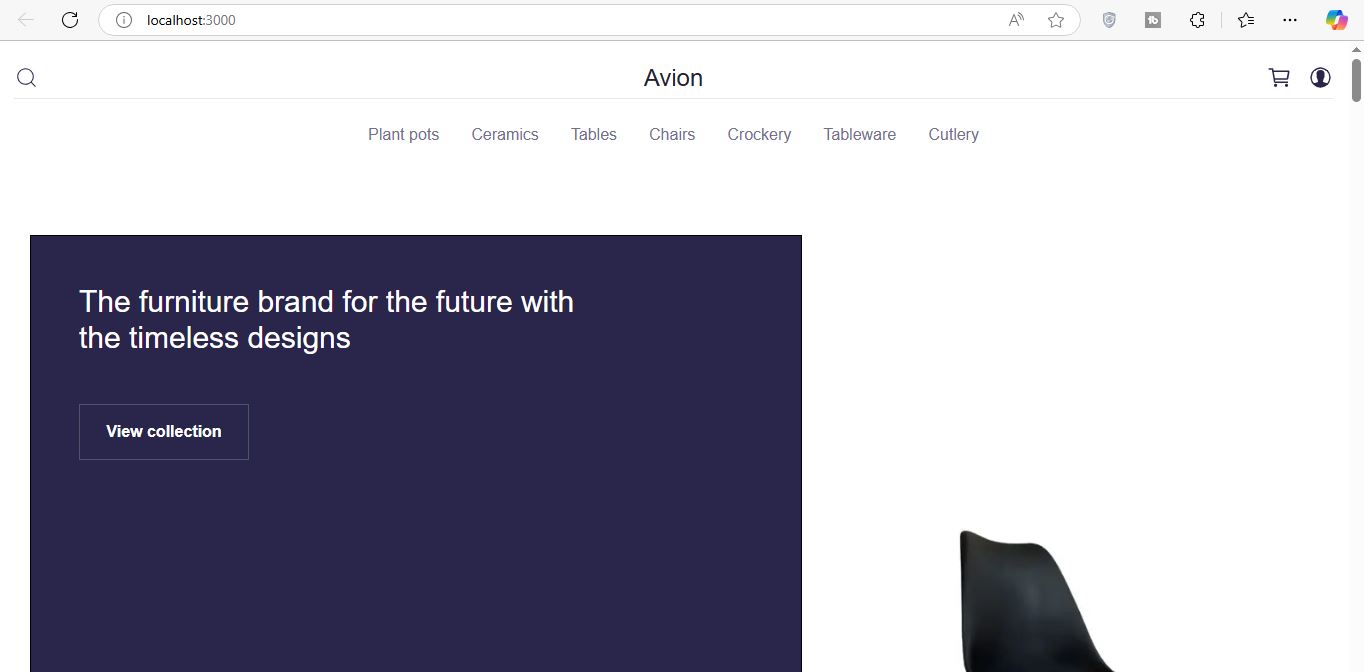 localhost:3000
Avion
Plant pots Ceramics Tables Chairs Crockery Tableware Cutlery
The furniture brand for the future with
the timeless designs
View collection